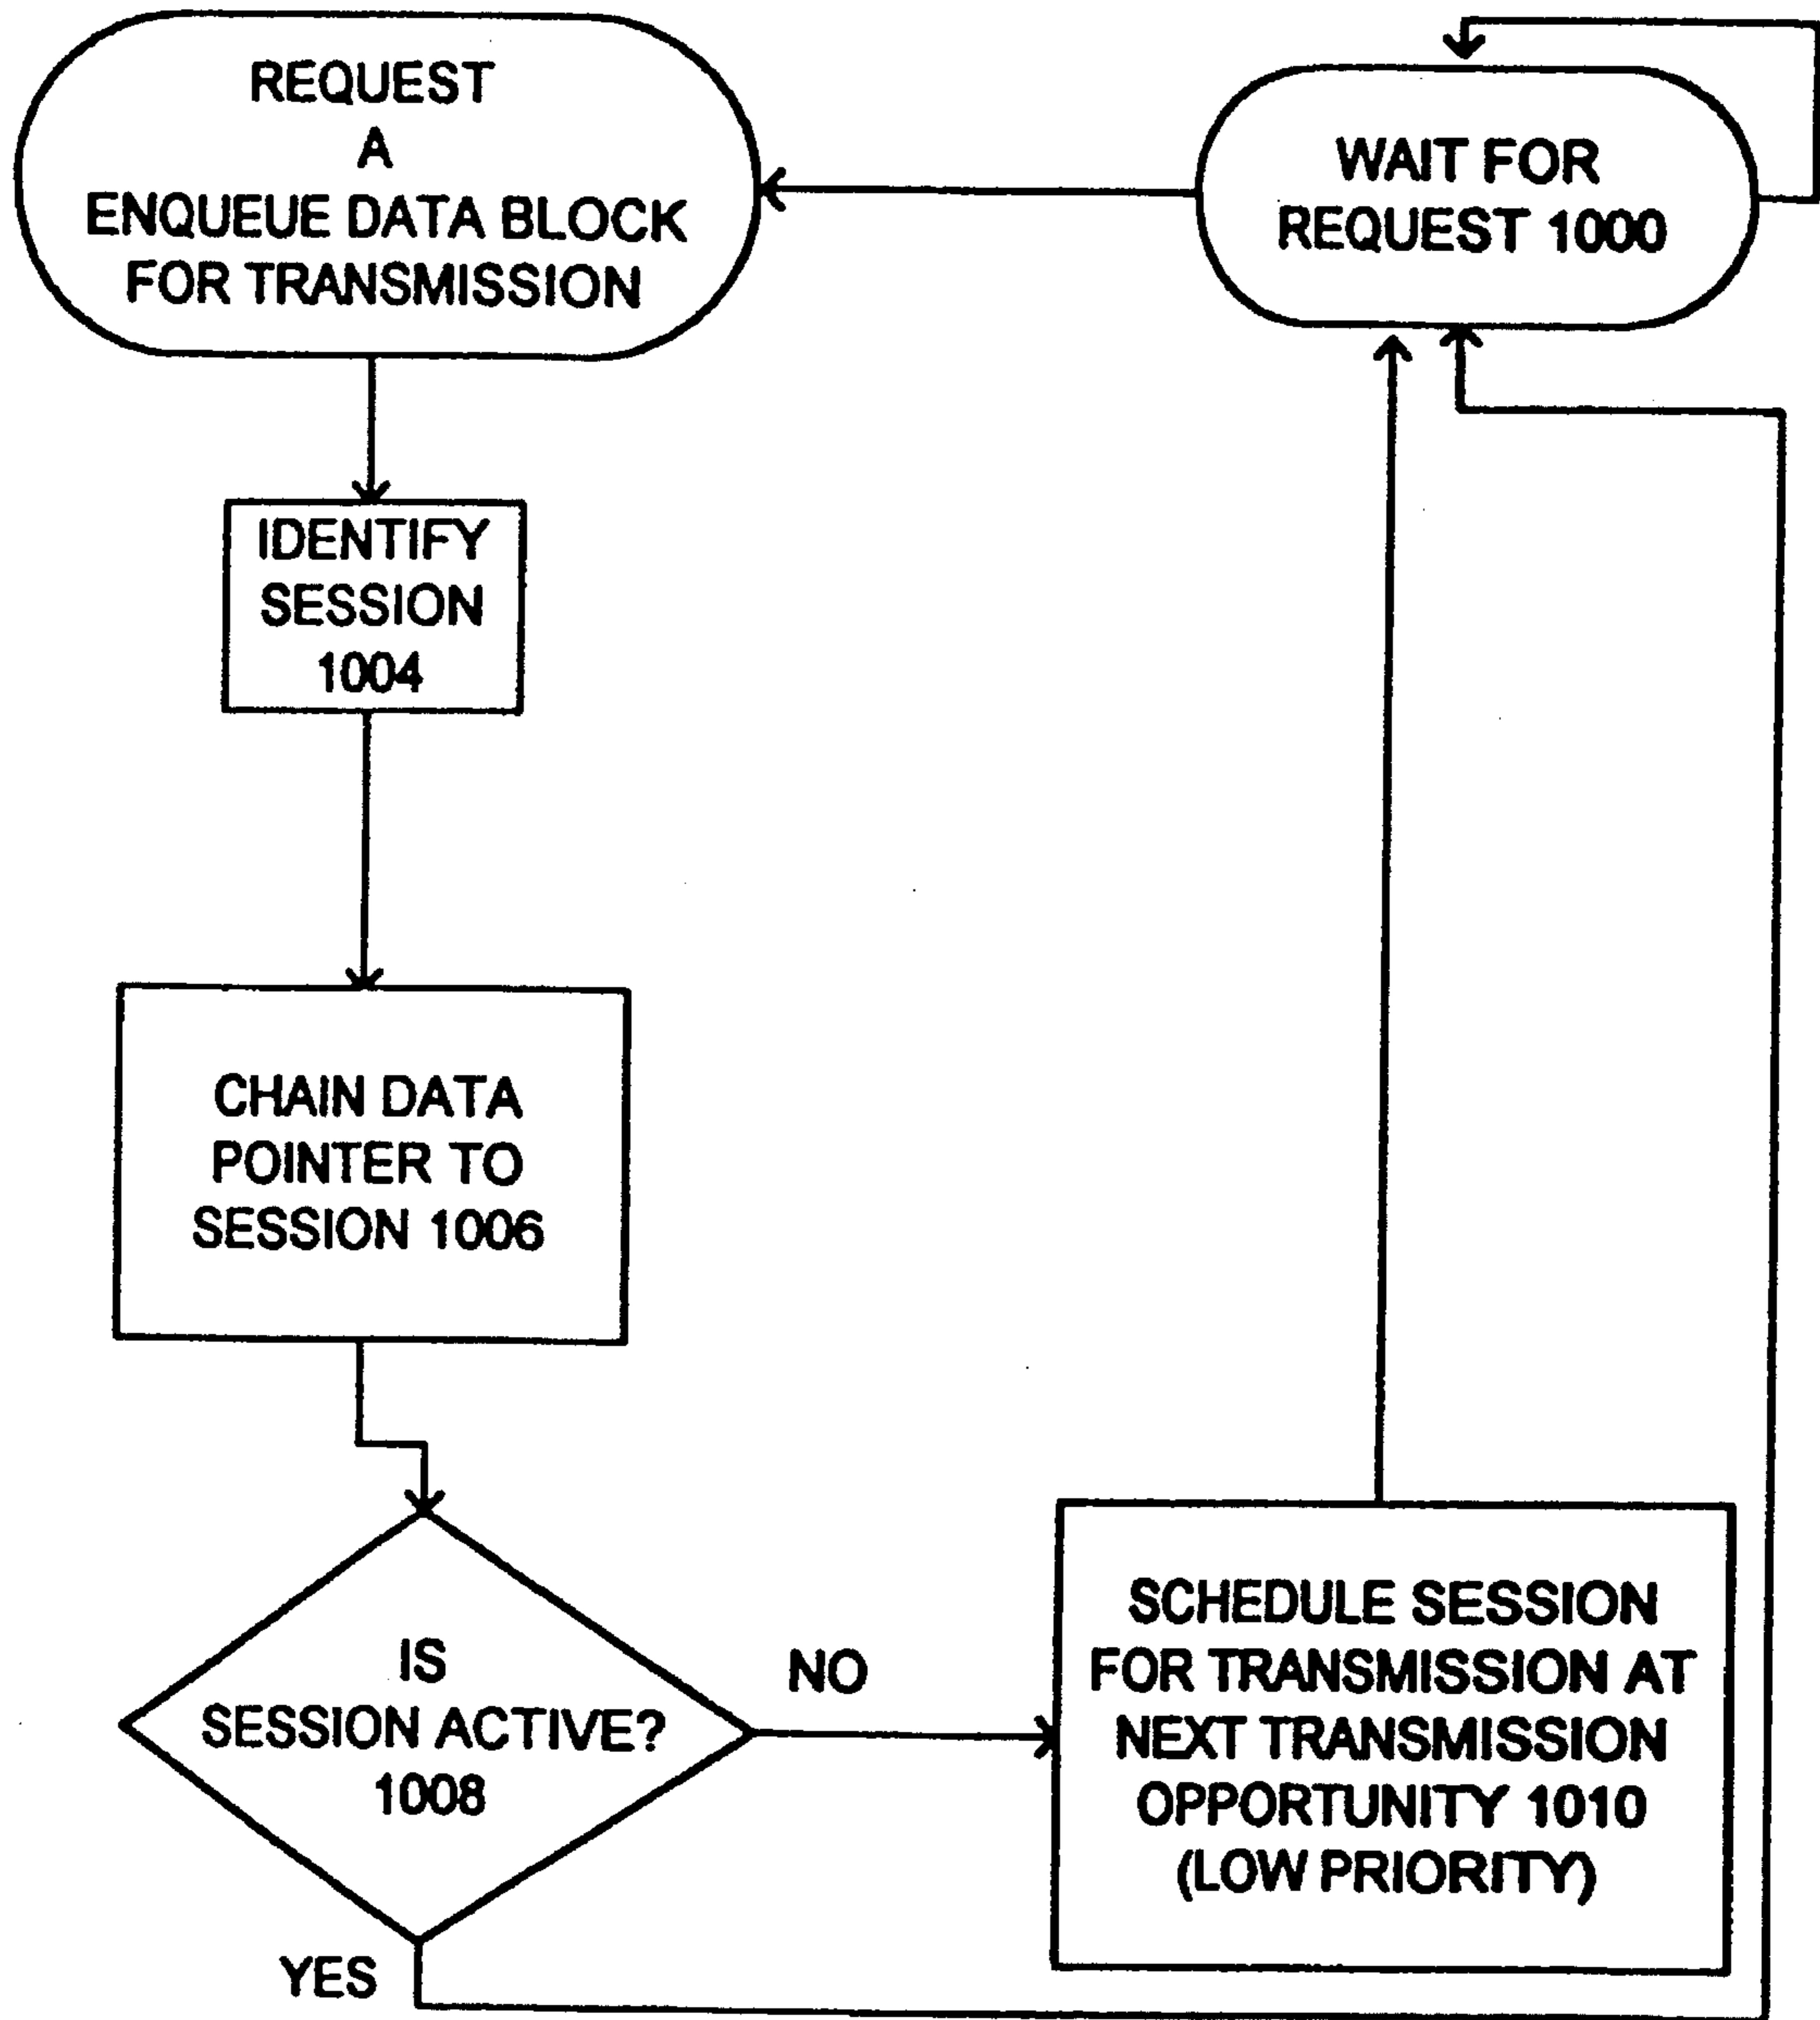 REQUEST
A
ENQUEUE DATA BLOCK
FOR TRANSMISSION
WAIT FOR
REQUEST 1000
IDENTIFY
SESSION
1004
CHAIN DATA
POINTER TO
SESSION 1006
IS
SESSION ACTIVE?
1008
NO
YES
SCHEDULE SESSION
FOR TRANSMISSION AT
NEXT TRANSMISSION
OPPORTUNITY 1010
(LOW PRIORITY)